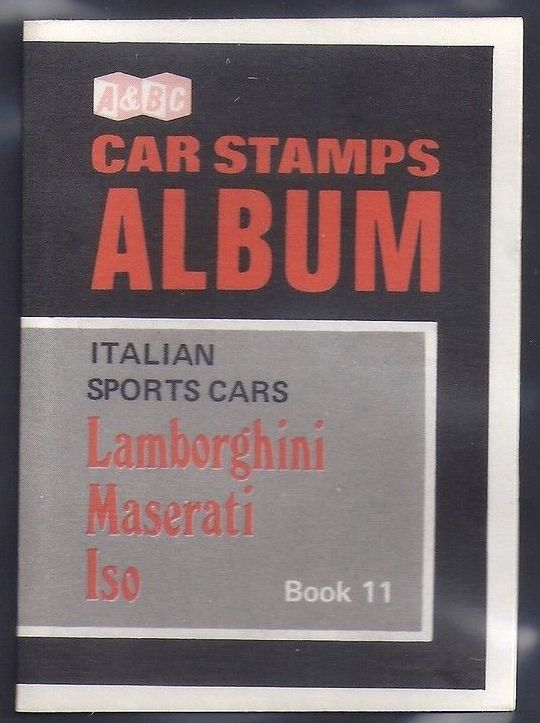 A&BC
CAR STAMPS
ALBUM
ITALIAN
SPORTS CARS
Lamborghini
Maserati
Iso
Book 11